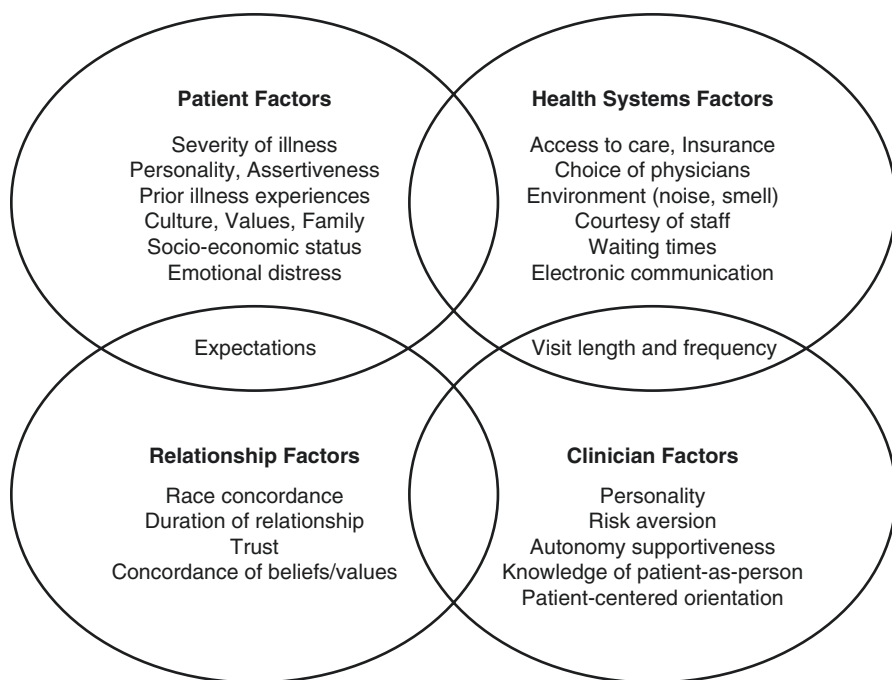 Patient Factors
Severity of illness
Personality, Assertiveness
Prior illness experiences
Culture, Values, Family
Socio-economic status
Emotional distress
Health Systems Factors
Access to care, Insurance
Choice of physicians
Environment (noise, smell)
Courtesy of staff
Waiting times
Electronic communication
Expectations
Visit length and frequency
Relationship Factors
Race concordance
Duration of relationship
Trust
Concordance of beliefs/values
Clinician Factors
Personality
Risk aversion
Autonomy supportiveness
Knowledge of patient-as-person
Patient-centered orientation